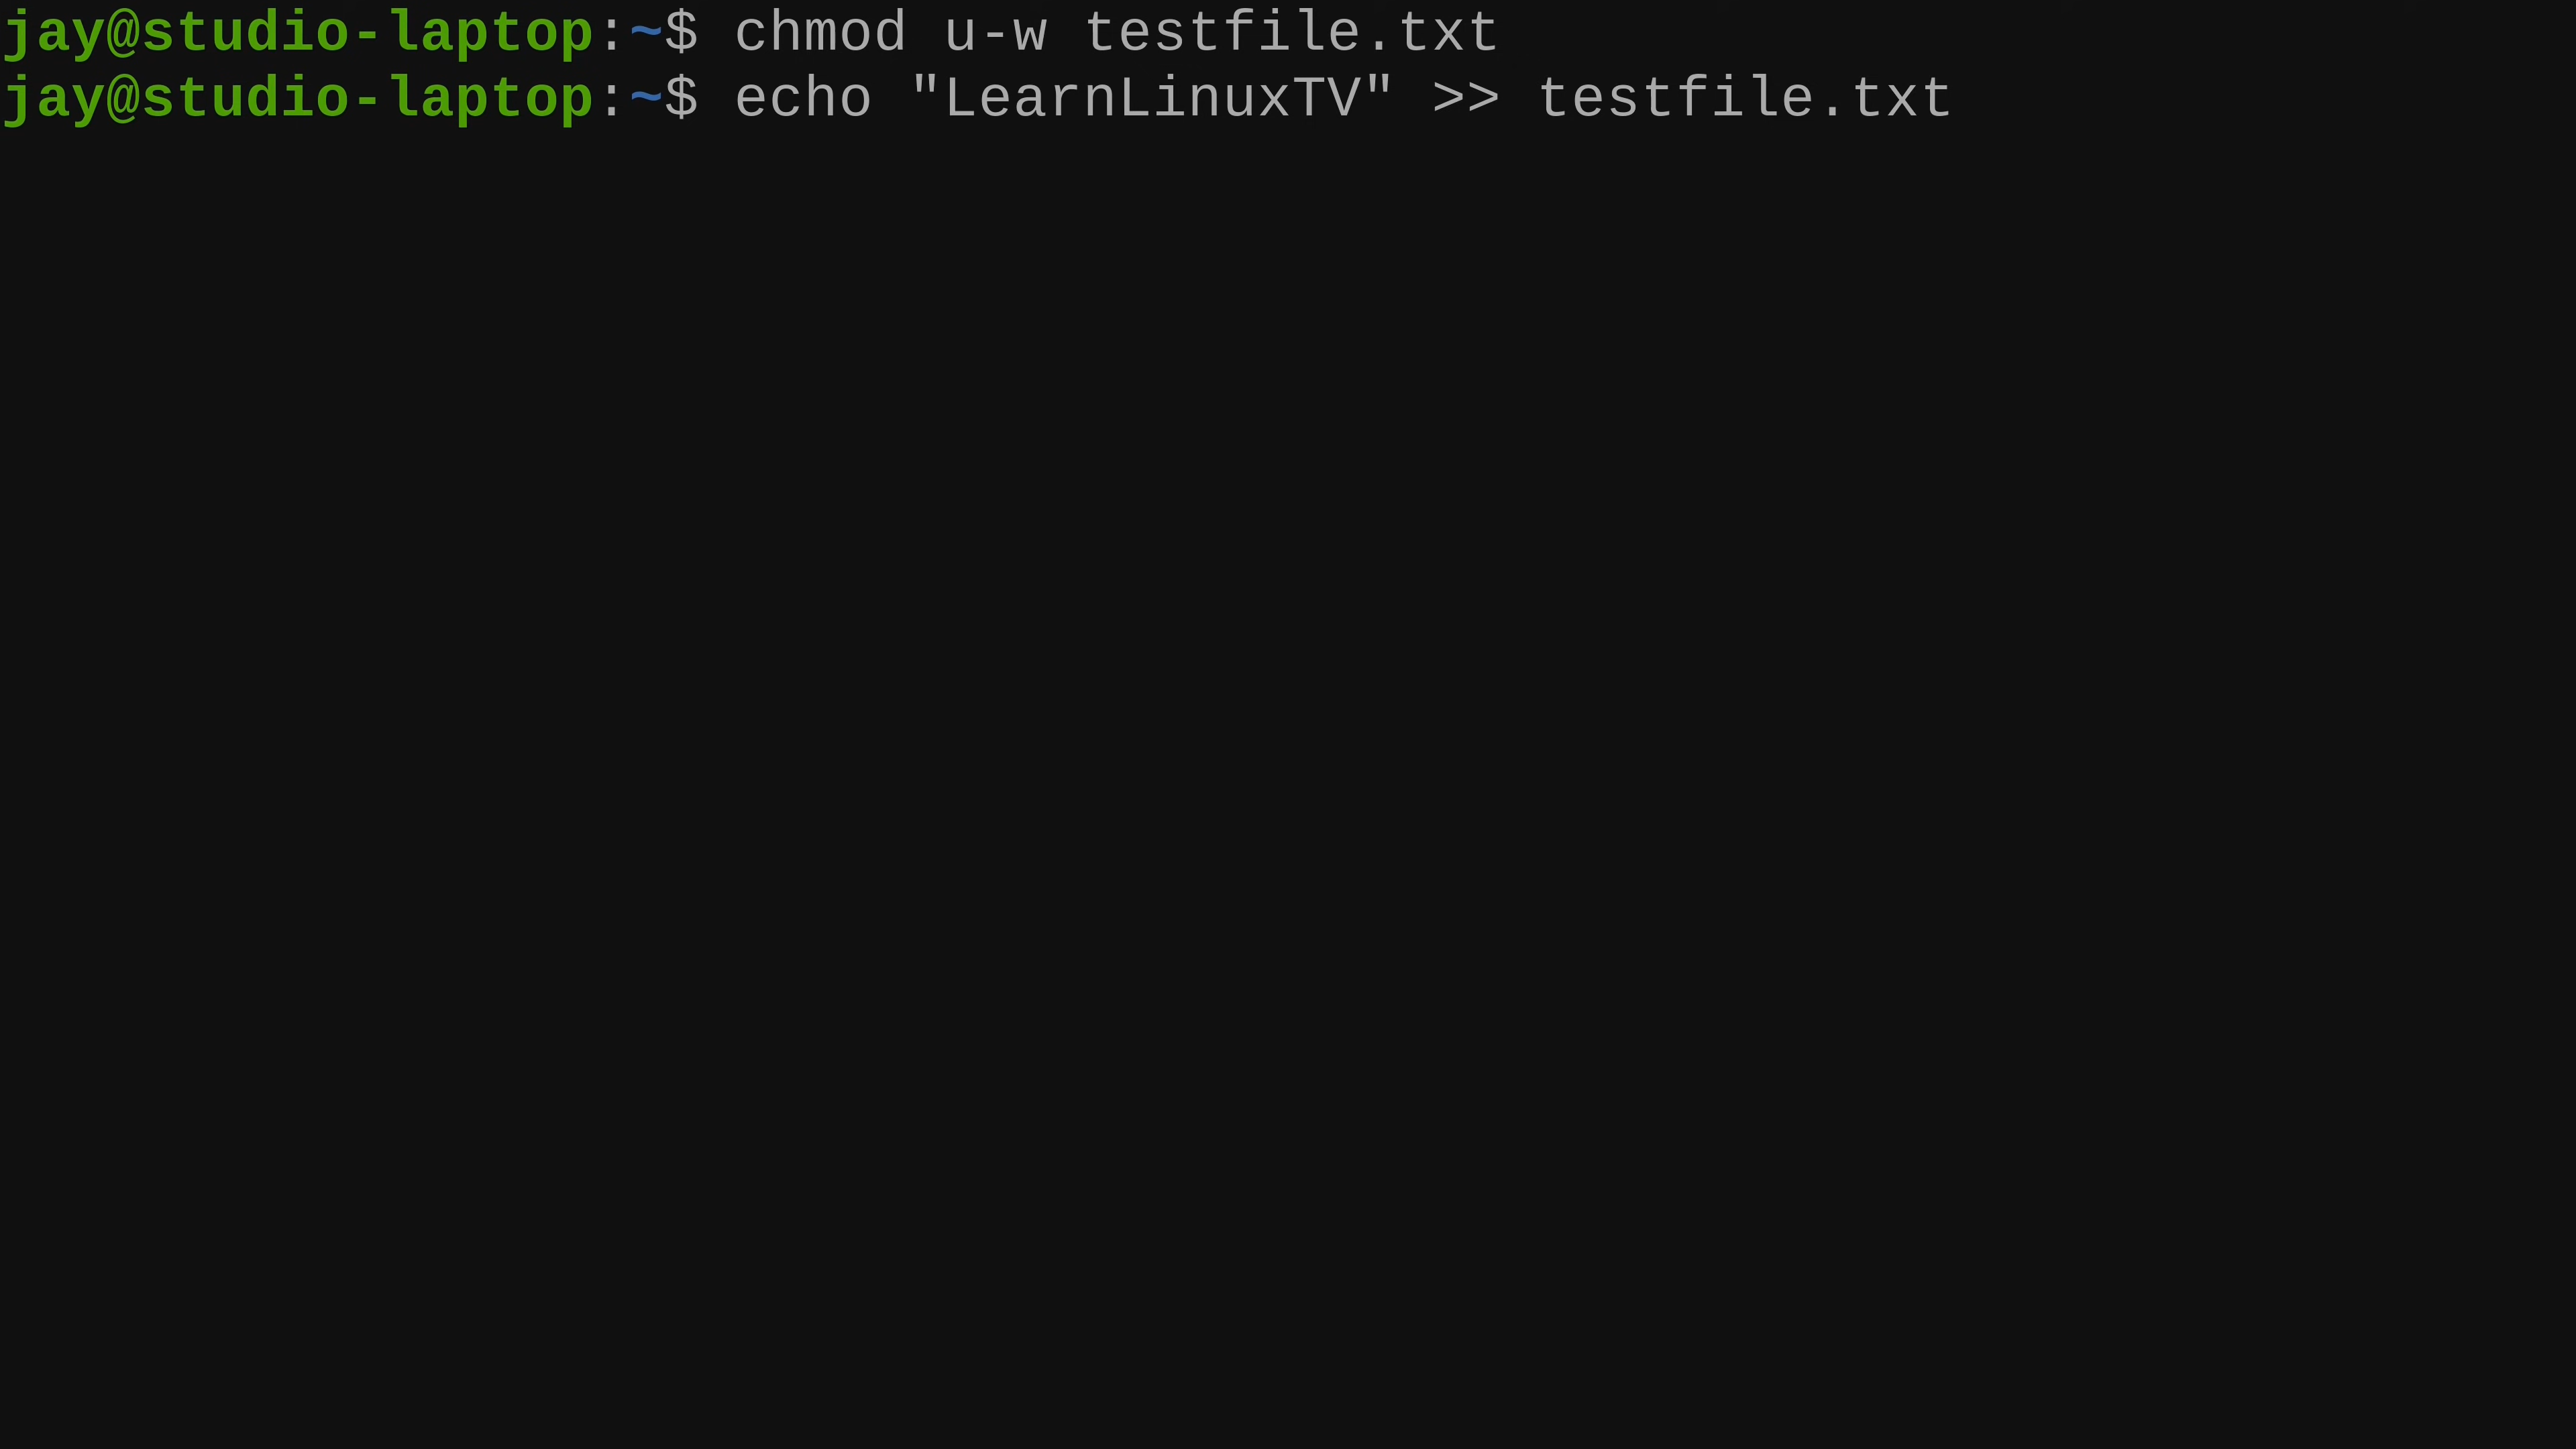 jay@studio-laptop:~$ chmod u-w testfile.txt
jay@studio-laptop:~$ echo "LearnLinuxTV" >> testfile.txt